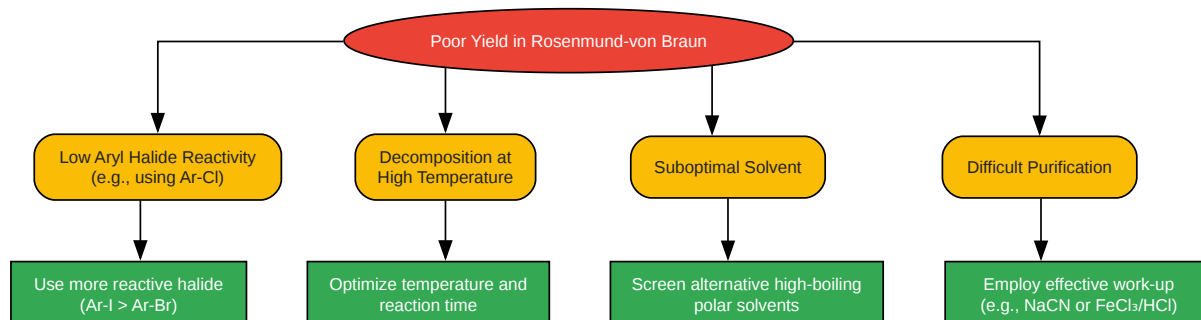 Poor Yield in Rosenmund-von Braun
Low Aryl Halide Reactivity
(e.g., using Ar-Cl)
Decomposition at
High Temperature
Suboptimal Solvent
Difficult Purification
Use more reactive halide
(Ar-I > Ar-Br)
Optimize temperature and
reaction time
Screen alternative high-boiling
polar solvents
Employ effective work-up
(e.g., NaCN or FeCl₃/HCl)